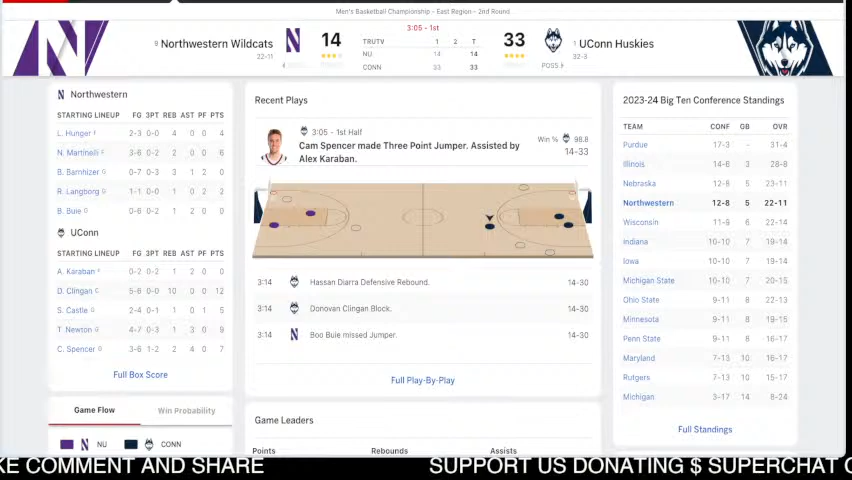 Men's Basketball Championship - East Region - 2nd Round
9 Northwestern Wildcats
22-11
14
3:05 - 1st
TRUTV 1 2 T
NU 14 14
CONN 33 33
33
POSS
1 UConn Huskies
32-3
Northwestern
STARTING LINEUP FG 3PT REB AST PF PTS
L. Hunger F 2-3 0-0 4 0 0 4
N. Martinelli F 3-6 0-2 2 0 0 6
B. Barnhizer G 0-7 0-3 3 1 2 0
R. Langborg G 1-1 0-0 1 0 2 2
B. Buie G 0-6 0-2 1 2 0 0
UConn
STARTING LINEUP FG 3PT REB AST PF PTS
A. Karaban F 0-2 0-2 1 2 0 0
D. Clingan C 5-6 0-0 10 0 0 12
S. Castle G 2-4 0-1 1 0 1 5
T. Newton G 4-7 0-3 1 3 0 9
C. Spencer G 3-6 1-2 2 4 0 7
Full Box Score
Game Flow Win Probability
NU CONN
Recent Plays
3:05 - 1st Half
Cam Spencer made Three Point Jumper. Assisted by
Alex Karaban.
Win % 98.8
14-33
3:14 Hassan Diarra Defensive Rebound. 14-30
3:14 Donovan Clingan Block. 14-30
3:14 Boo Buie missed Jumper. 14-30
Full Play-By-Play
Game Leaders
Points Rebounds Assists
2023-24 Big Ten Conference Standings
TEAM CONF GB OVR
Purdue 17-3 - 31-4
Illinois 14-6 3 28-8
Nebraska 12-8 5 23-11
Northwestern 12-8 5 22-11
Wisconsin 11-9 6 22-14
Indiana 10-10 7 19-14
Iowa 10-10 7 19-14
Michigan State 10-10 7 20-15
Ohio State 9-11 8 22-13
Minnesota 9-11 8 19-15
Penn State 9-11 8 16-17
Maryland 7-13 10 16-17
Rutgers 7-13 10 15-17
Michigan 3-17 14 8-24
Full Standings
KE COMMENT AND SHARE SUPPORT US DONATING $ SUPERCHAT